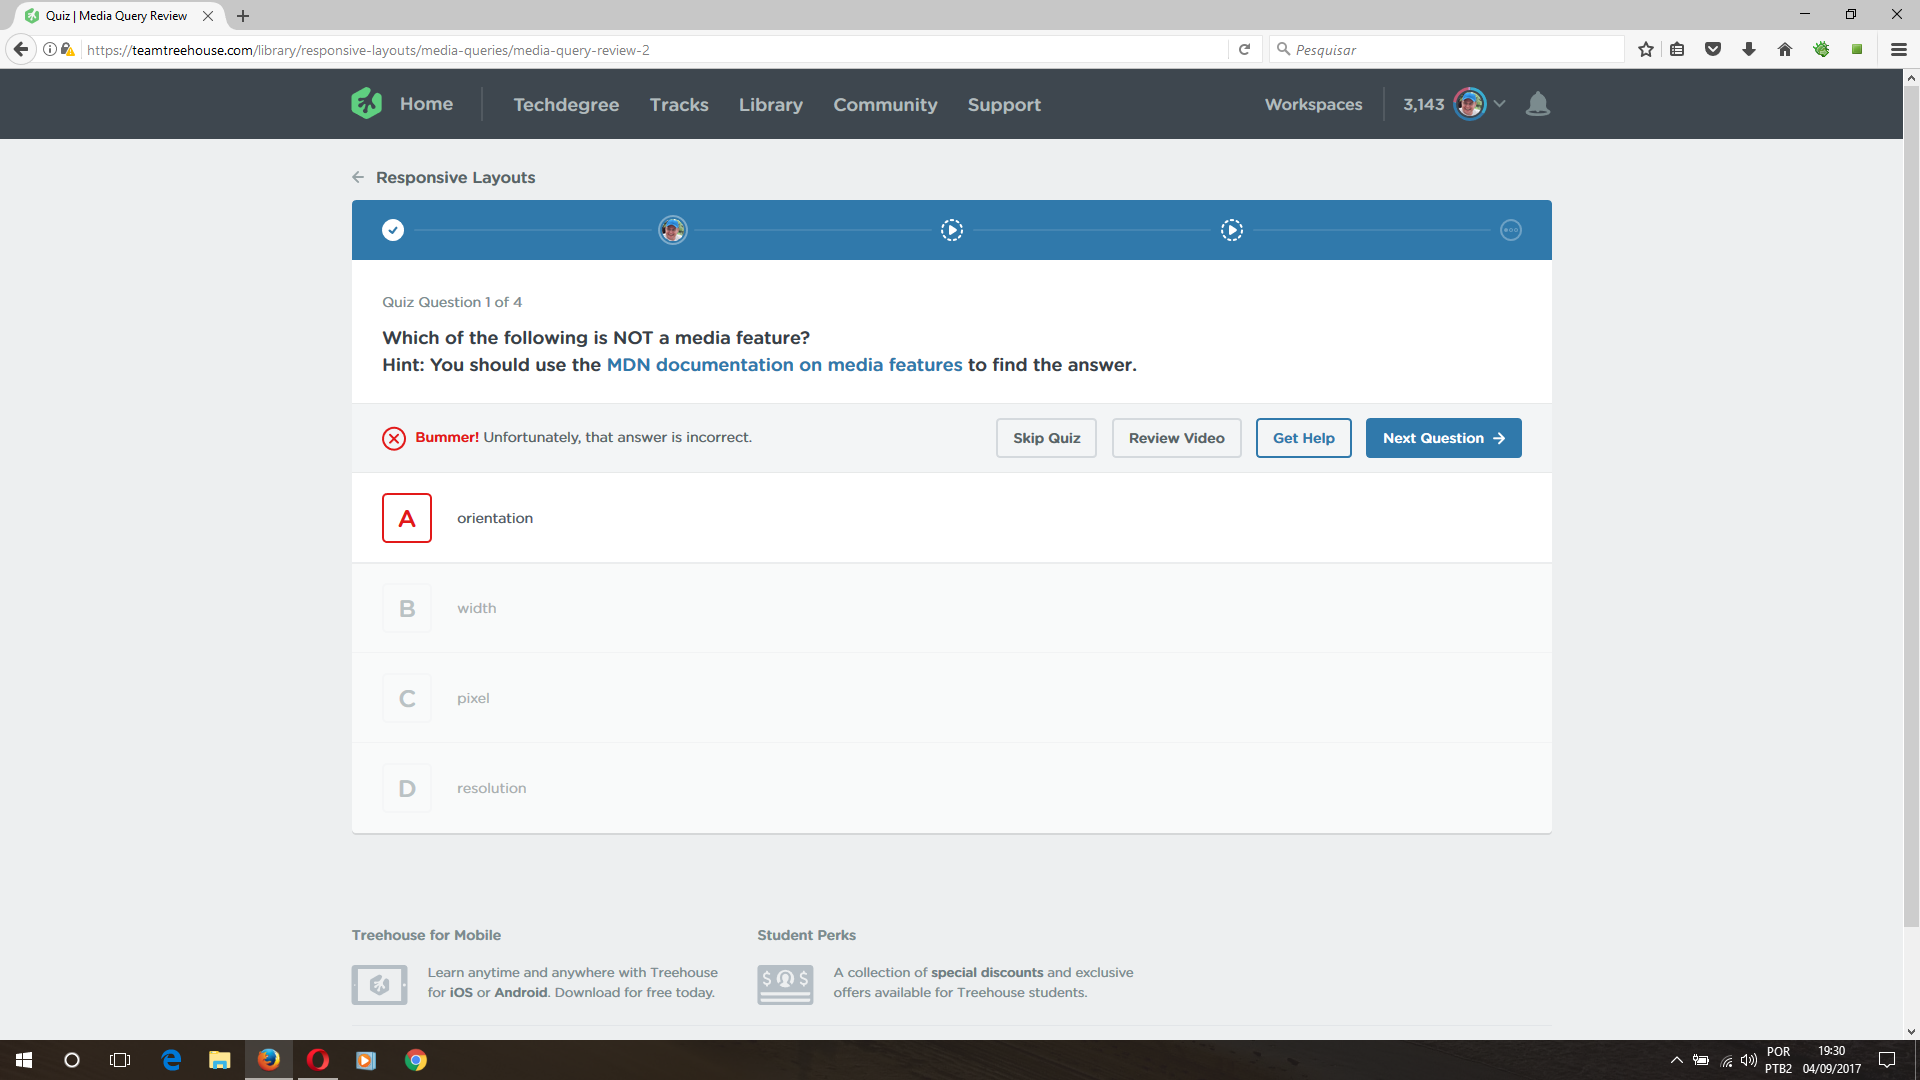 Quiz | Media Query Review
https://teamtreehouse.com/library/responsive-layouts/media-queries/media-query-review-2
Pesquisar
Home
Techdegree
Tracks
Library
Community
Support
Workspaces
3,143
Responsive Layouts
Quiz Question 1 of 4
Which of the following is NOT a media feature?
Hint: You should use the MDN documentation on media features to find the answer.
Bummer! Unfortunately, that answer is incorrect.
Skip Quiz
Review Video
Get Help
Next Question
A orientation
B width
C pixel
D resolution
Treehouse for Mobile
Learn anytime and anywhere with Treehouse
for iOS or Android. Download for free today.
Student Perks
A collection of special discounts and exclusive
offers available for Treehouse students.
POR
PTB2
19:30
04/09/2017